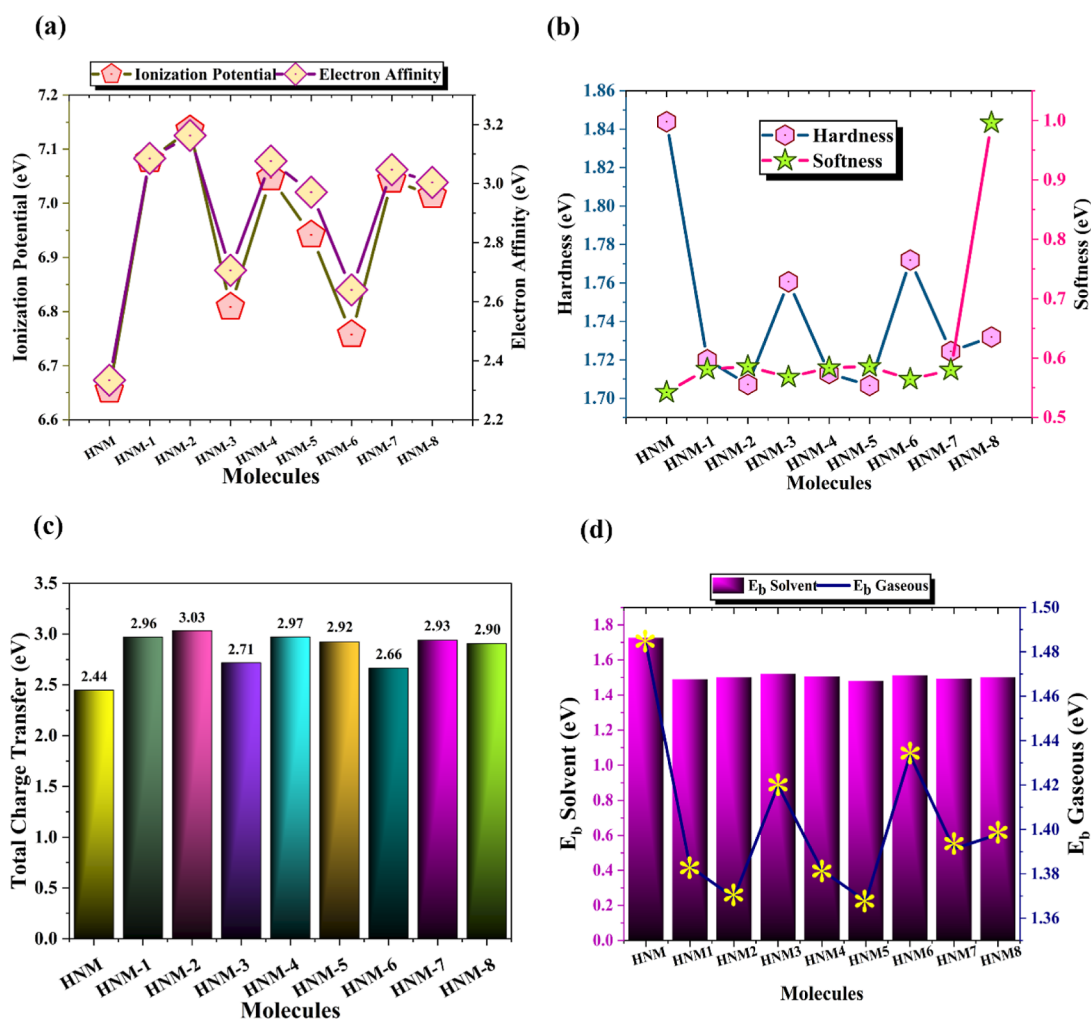 (a)
Ionization Potential
Electron Affinity
7.2
7.1
7.0
6.9
6.8
6.7
6.6
Ionization Potential (eV)
3.2
3.0
2.8
2.6
2.4
2.2
Electron Affinity (eV)
HNM
HNM-1
HNM-2
HNM-3
HNM-4
HNM-5
HNM-6
HNM-7
HNM-8
Molecules
(b)
Hardness
Softness
1.86
1.84
1.82
1.80
1.78
1.76
1.74
1.72
1.70
Hardness (eV)
1.0
0.9
0.8
0.7
0.6
0.5
Softness (eV)
HNM
HNM-1
HNM-2
HNM-3
HNM-4
HNM-5
HNM-6
HNM-7
HNM-8
Molecules
(c)
3.5
3.0
2.5
2.0
1.5
1.0
0.5
0.0
Total Charge Transfer (eV)
2.44
2.96
3.03
2.71
2.97
2.92
2.66
2.93
2.90
HNM
HNM-1
HNM-2
HNM-3
HNM-4
HNM-5
HNM-6
HNM-7
HNM-8
Molecules
(d)
Eb Solvent
Eb Gaseous
1.8
1.6
1.4
1.2
1.0
0.8
0.6
0.4
0.2
0.0
Eb Solvent (eV)
1.50
1.48
1.46
1.44
1.42
1.40
1.38
1.36
Eb Gaseous (eV)
HNM
HNM1
HNM2
HNM3
HNM4
HNM5
HNM6
HNM7
HNM8
Molecules